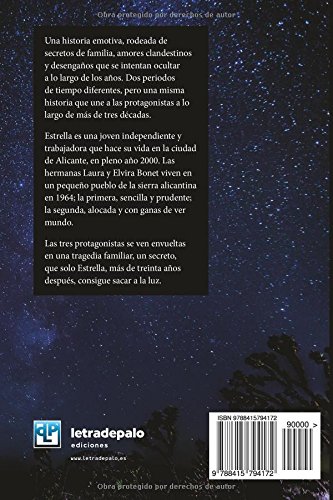 Imagen protegida por derechos de autor
Una historia emotiva, rodeada de
secretos de familia, amores clandestinos
y desengaños que se intentan ocultar
a lo largo de los años. Dos periodos
de tiempo diferentes, pero una misma
historia que une a las protagonistas a lo
largo de más de tres décadas.
Estrella es una joven independiente y
trabajadora que hace su vida en la ciudad
de Alicante, en pleno año 2000. Las
hermanas Laura y Elvira Bonet viven en
un pequeño pueblo de la sierra alicantina
en 1964; la primera, sencilla y prudente;
la segunda, alocada y con ganas de ver
mundo.
Las tres protagonistas se ven envueltas
en una tragedia familiar, un secreto,
que solo Estrella, más de treinta años
después, consigue sacar a la luz.
LP
letradepalo
ediciones
www.letradepalo.es
ISBN 9788415794172
90000 >
9 788415 794172 >
Imagen protegida por derechos de autor